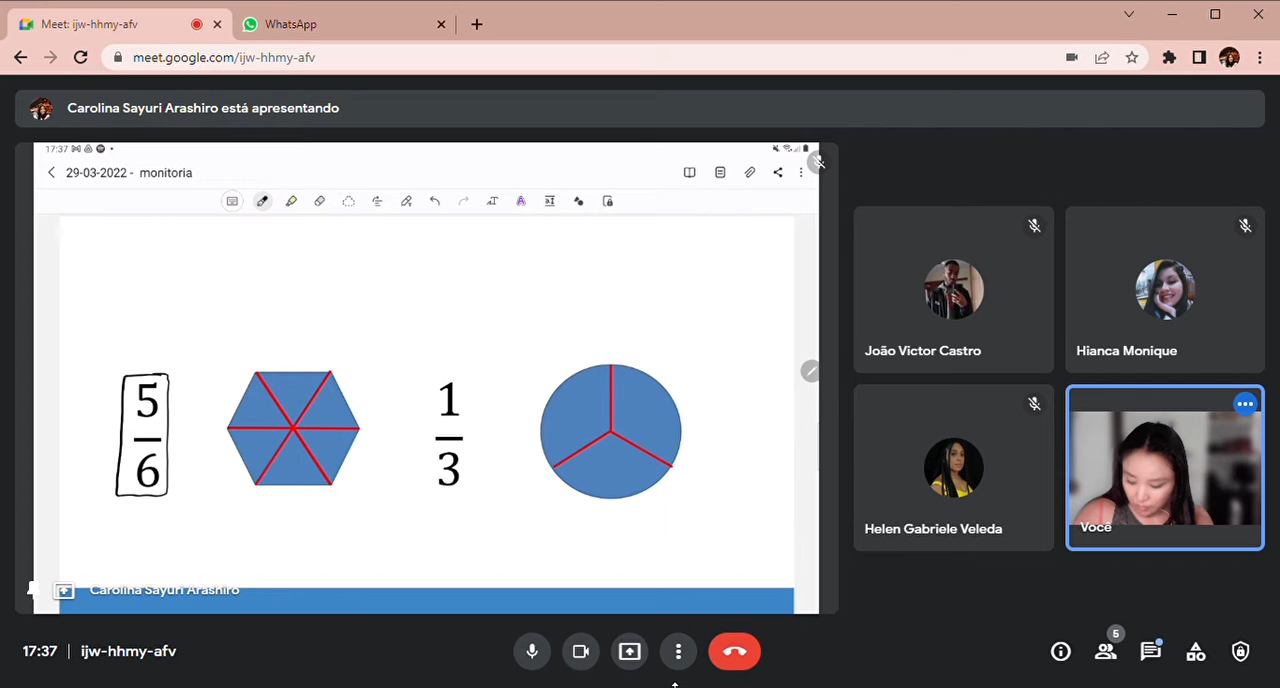 Meet: ijw-hhmy-afv
WhatsApp
meet.google.com/ijw-hhmy-afv
Carolina Sayuri Arashiro está apresentando
17:37
29-03-2022 - monitoria
5
6
1
3
Carolina Sayuri Arashiro
João Victor Castro
Hianca Monique
Helen Gabriele Veleda
Você
17:37 | ijw-hhmy-afv
5